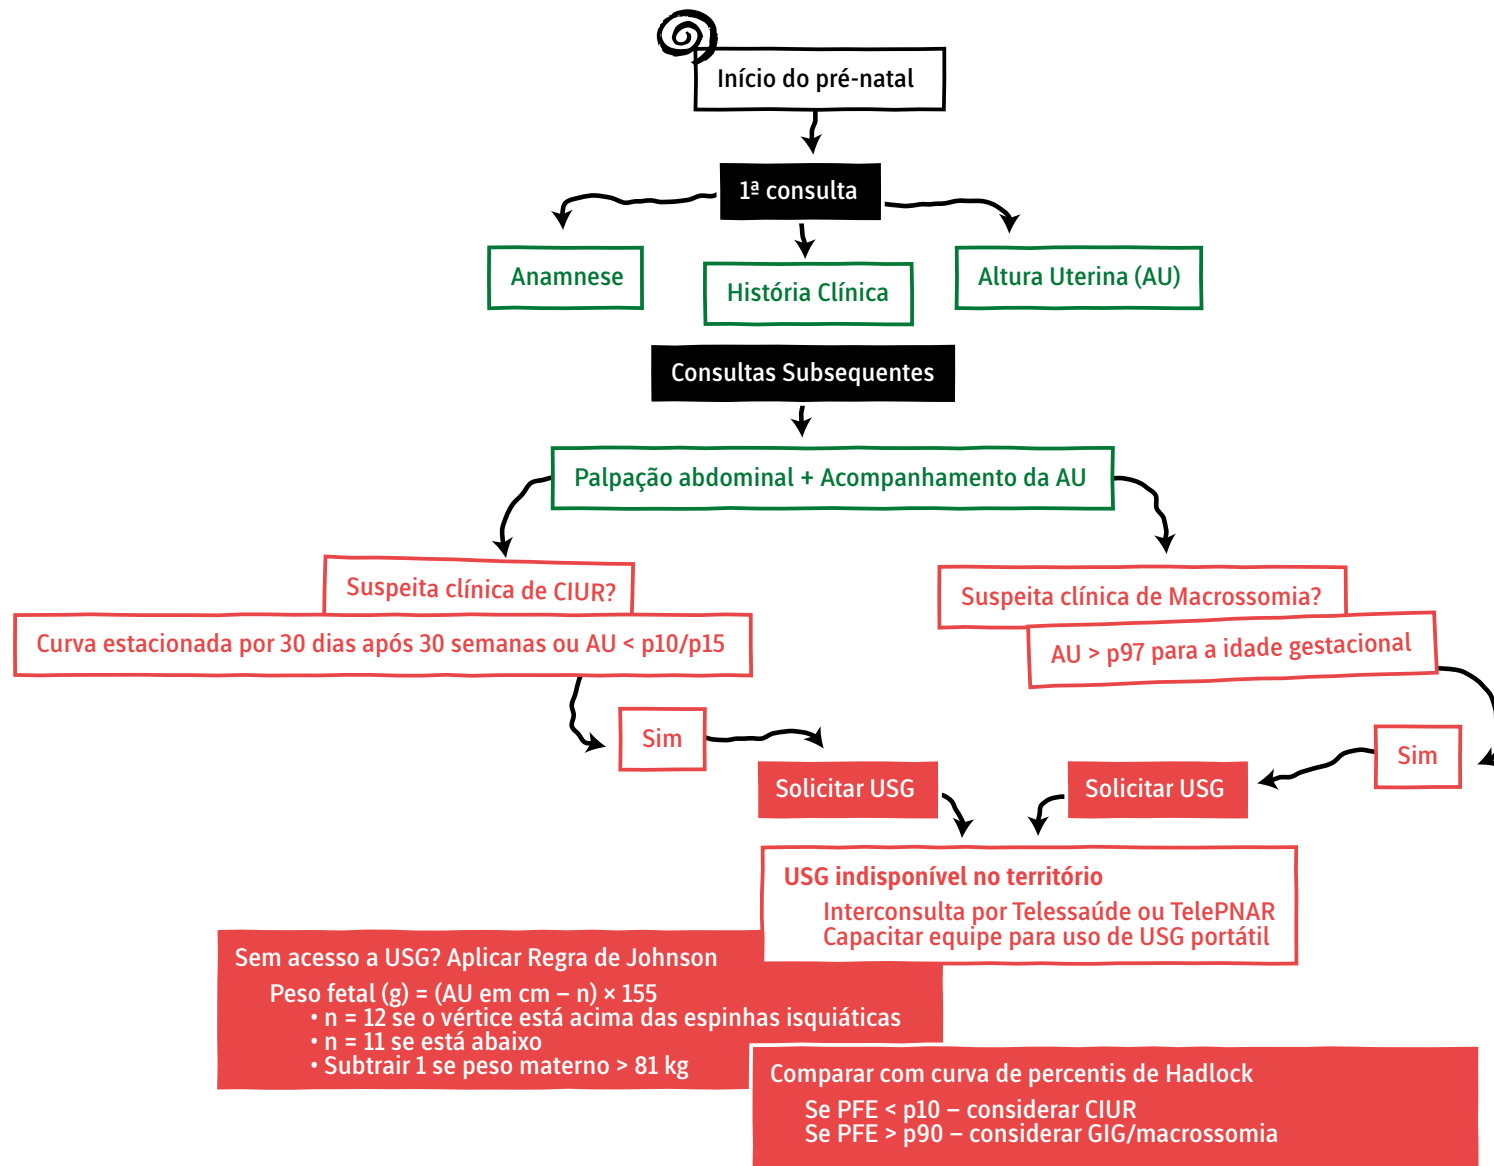 Início do pré-natal
1ª consulta
Anamnese
História Clínica
Altura Uterina (AU)
Consultas Subsequentes
Palpação abdominal + Acompanhamento da AU
Suspeita clínica de CIUR?
Curva estacionada por 30 dias após 30 semanas ou AU < p10/p15
Suspeita clínica de Macrossomia?
AU > p97 para a idade gestacional
Sim
Sim
Solicitar USG
Solicitar USG
USG indisponível no território
Interconsulta por Telessaúde ou TelePNAR
Capacitar equipe para uso de USG portátil
Sem acesso a USG? Aplicar Regra de Johnson
Peso fetal (g) = (AU em cm – n) × 155
• n = 12 se o vértice está acima das espinhas isquiáticas
• n = 11 se está abaixo
• Subtrair 1 se peso materno > 81 kg
Comparar com curva de percentis de Hadlock
Se PFE < p10 – considerar CIUR
Se PFE > p90 – considerar GIG/macrossomia